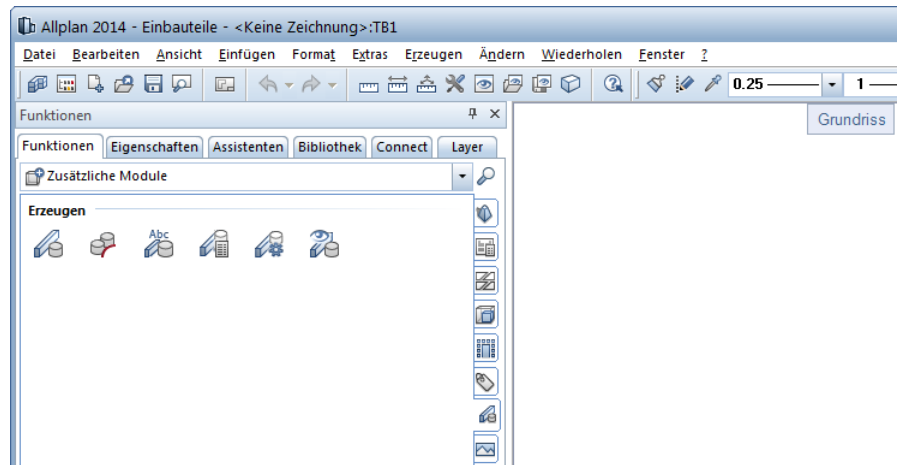 Allplan 2014 - Einbauteile - <Keine Zeichnung>:TB1
Datei Bearbeiten Ansicht Einfügen Format Extras Erzeugen Ändern Wiederholen Fenster ?
0.25 1
Funktionen
Grundriss
Funktionen Eigenschaften Assistenten Bibliothek Connect Layer
Zusätzliche Module
Erzeugen
Abc